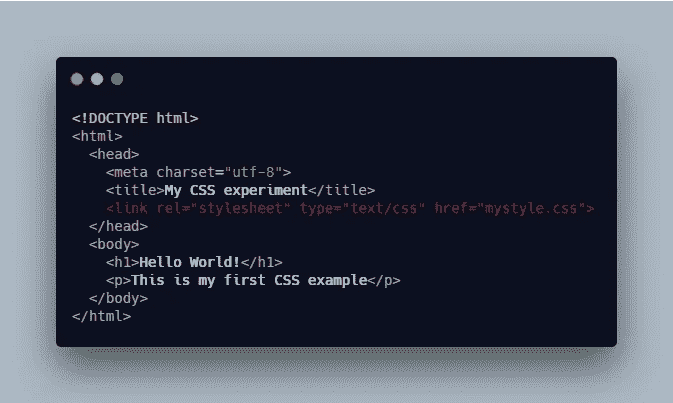 <!DOCTYPE html>
<html>
<head>
<meta charset="utf-8">
<title>My CSS experiment</title>
<link rel="stylesheet" type="text/css" href="mystyle.css">
</head>
<body>
<h1>Hello World!</h1>
<p>This is my first CSS example</p>
</body>
</html>